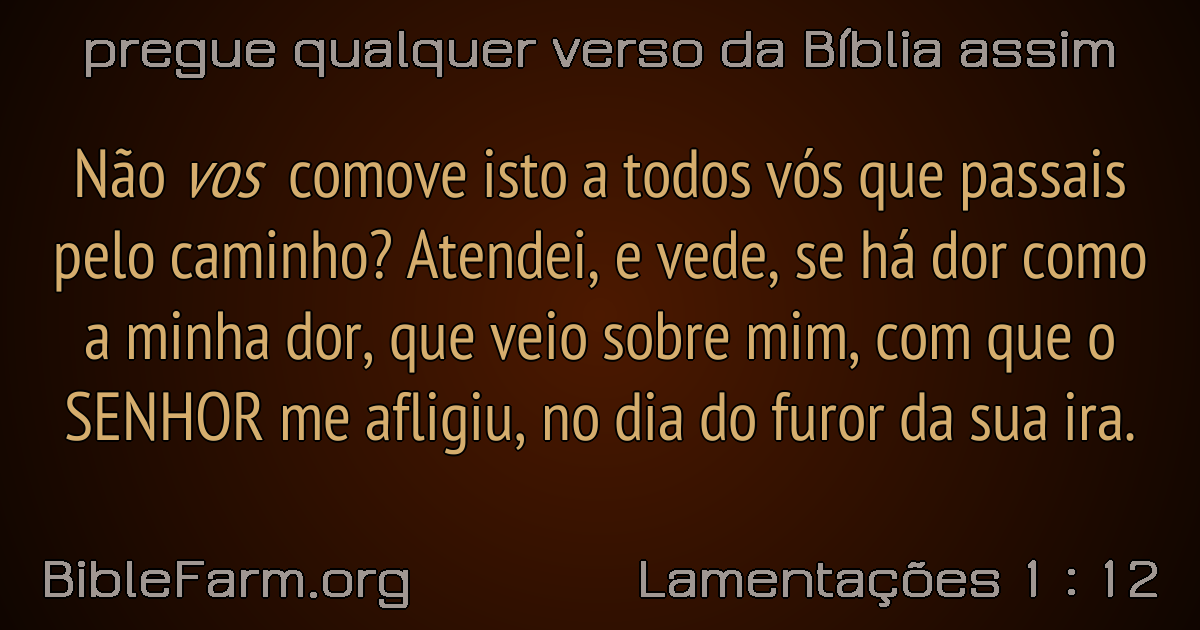 pregue qualquer verso da Bíblia assim
Não vos comove isto a todos vós que passais
pelo caminho? Atendei, e vede, se há dor como
a minha dor, que veio sobre mim, com que o
SENHOR me afligiu, no dia do furor da sua ira.
BibleFarm.org
Lamentações 1 : 12